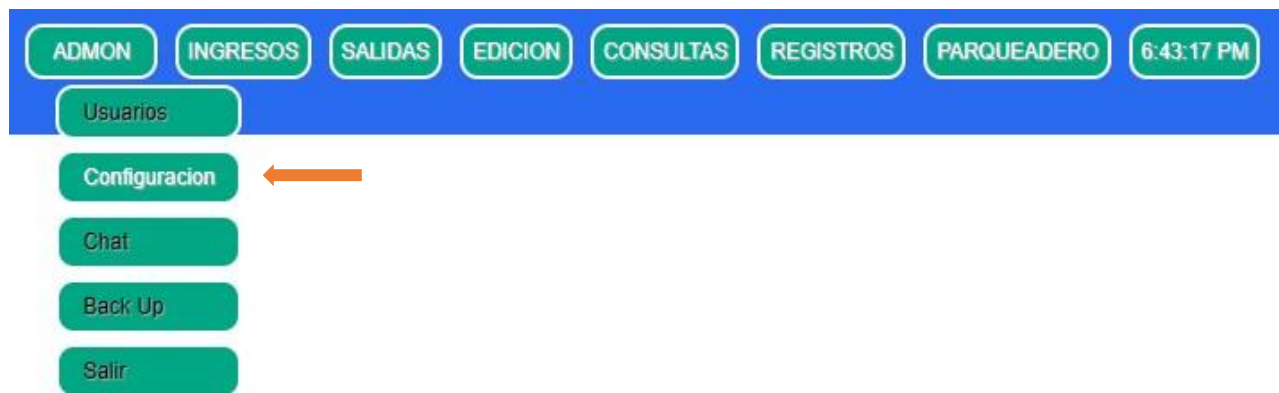 ADMON INGRESOS SALIDAS EDICION CONSULTAS REGISTROS PARQUEADERO 6:43:17 PM
Usuarios
Configuracion
Chat
Back Up
Salir